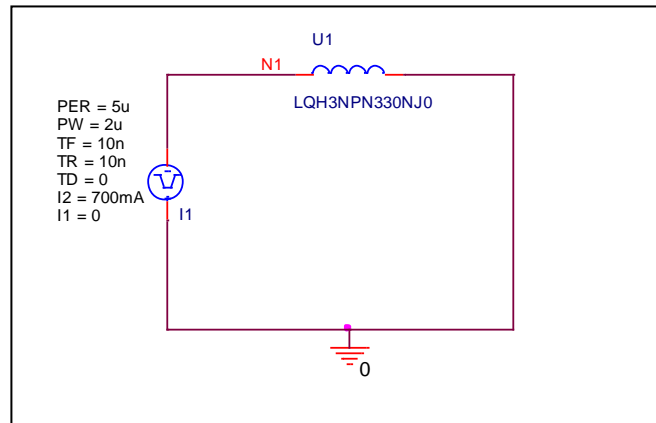 U1
N1
LQH3NPN330NJ0
PER = 5u
PW = 2u
TF = 10n
TR = 10n
TD = 0
I2 = 700mA
I1 = 0
I1
0